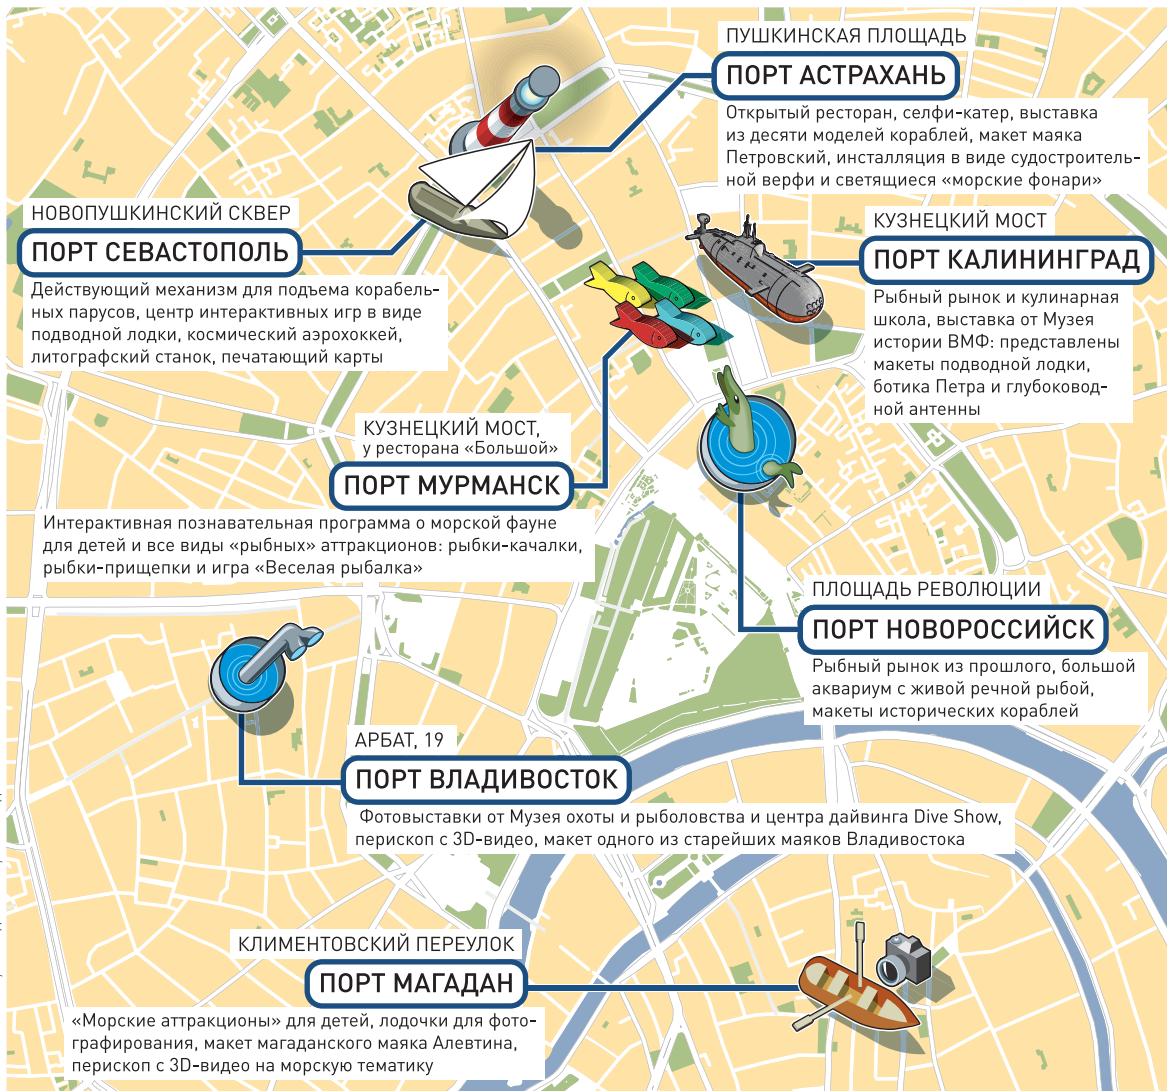 ПУШКИНСКАЯ ПЛОЩАДЬ
ПОРТ АСТРАХАНЬ
Открытый ресторан, селфи-катер, выставка
из десяти моделей кораблей, макет маяка
Петровский, инсталляция в виде судостроитель-
ной верфи и светящиеся «морские фонари»
НОВОПУШКИНСКИЙ СКВЕР
ПОРТ СЕВАСТОПОЛЬ
Действующий механизм для подъема корабель-
ных парусов, центр интерактивных игр в виде
подводной лодки, космический аэрохоккей,
литографский станок, печатающий карты
КУЗНЕЦКИЙ МОСТ
ПОРТ КАЛИНИНГРАД
Рыбный рынок и кулинарная
школа, выставка от Музея
истории ВМФ: представлены
макеты подводной лодки,
ботика Петра и глубоковод-
ной антенны
КУЗНЕЦКИЙ МОСТ,
у ресторана «Большой»
ПОРТ МУРМАНСК
Интерактивная познавательная программа о морской фауне
для детей и все виды «рыбных» аттракционов: рыбки-качалки,
рыбки-прищепки и игра «Веселая рыбалка»
ПЛОЩАДЬ РЕВОЛЮЦИИ
ПОРТ НОВОРОССИЙСК
Рыбный рынок из прошлого, большой
аквариум с живой речной рыбой,
макеты исторических кораблей
АРБАТ, 19
ПОРТ ВЛАДИВОСТОК
Фотовыставки от Музея охоты и рыболовства и центра дайвинга Dive Show,
перископ с 3D-видео, макет одного из старейших маяков Владивостока
КЛИМЕНТОВСКИЙ ПЕРЕУЛОК
ПОРТ МАГАДАН
«Морские аттракционы» для детей, лодочки для фото-
графирования, макет магаданского маяка Алевтина,
перископ с 3D-видео на морскую тематику